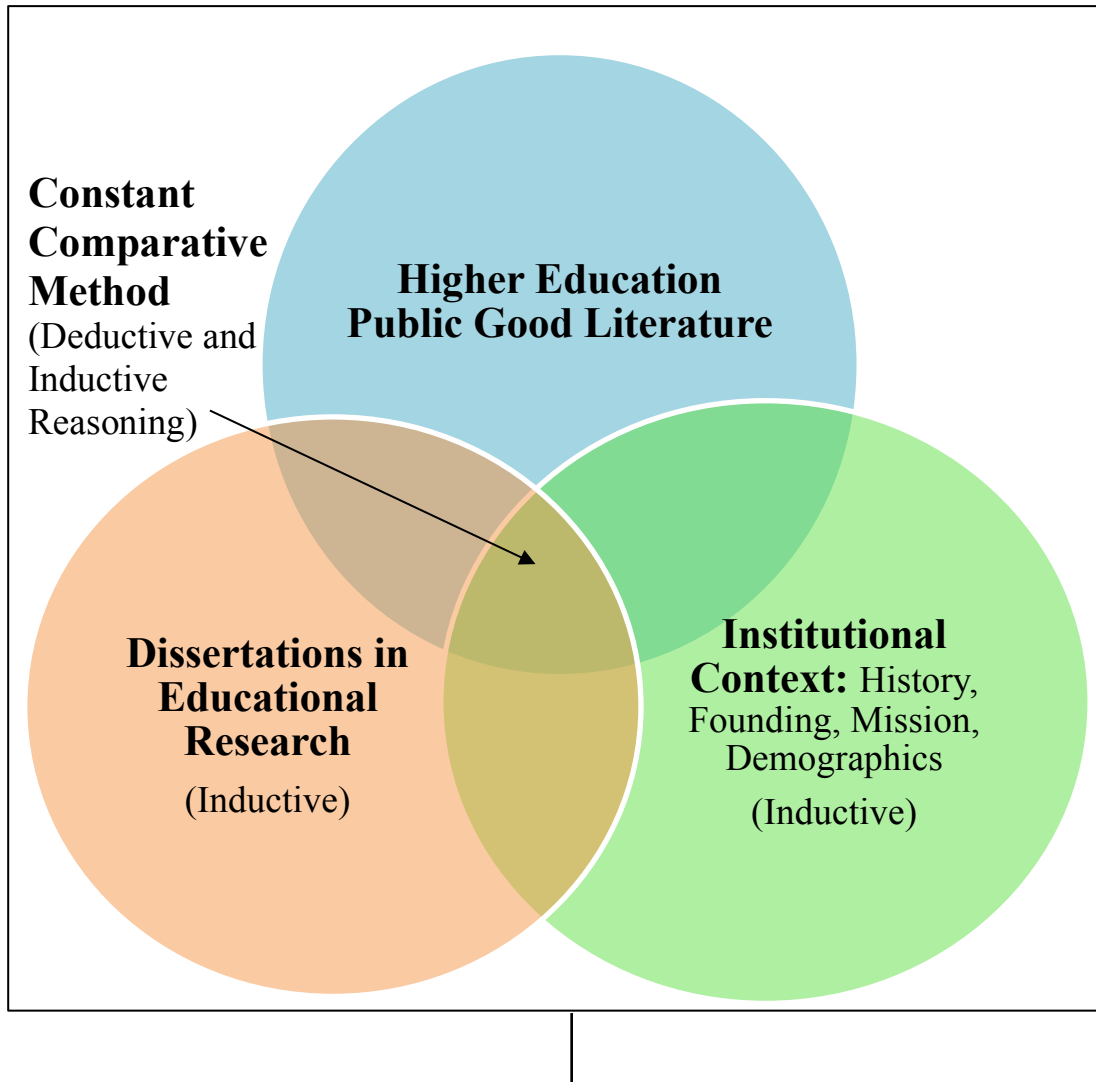 Constant
Comparative
Method
(Deductive and
Inductive
Reasoning)
Higher Education
Public Good Literature
Dissertations in
Educational
Research
(Inductive)
Institutional
Context: History,
Founding, Mission,
Demographics
(Inductive)